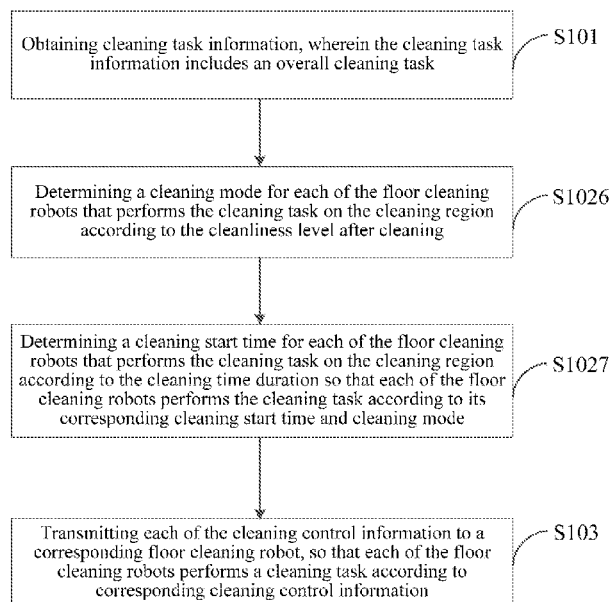 Obtaining cleaning task information, wherein the cleaning task
information includes an overall cleaning task
S101
Determining a cleaning mode for each of the floor cleaning
robots that performs the cleaning task on the cleaning region
according to the cleanliness level after cleaning
S1026
Determining a cleaning start time for each of the floor cleaning
robots that performs the cleaning task on the cleaning region
according to the cleaning time duration so that each of the floor
cleaning robots performs the cleaning task according to its
corresponding cleaning start time and cleaning mode
S1027
Transmitting each of the cleaning control information to a
corresponding floor cleaning robot, so that each of the floor
cleaning robots performs a cleaning task according to
corresponding cleaning control information
S103